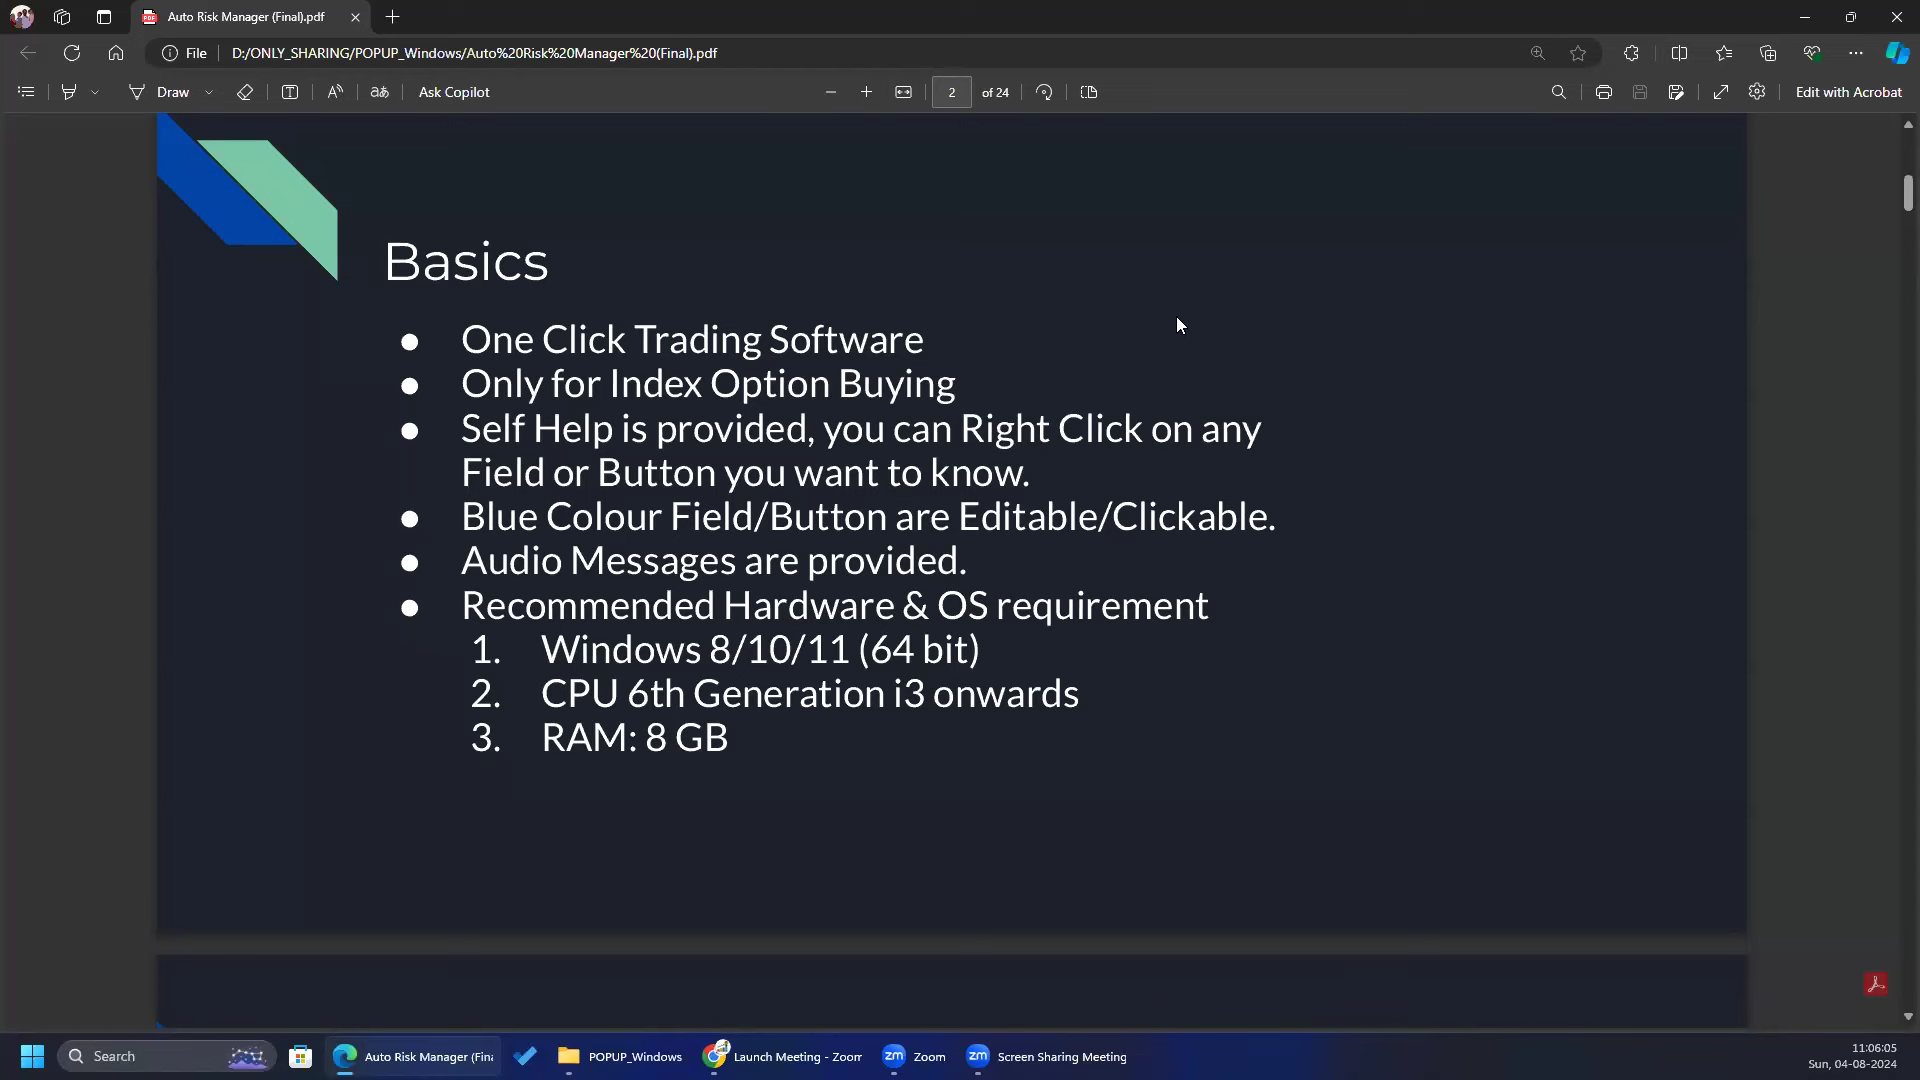 Auto Risk Manager (Final).pdf
File
D:/ONLY_SHARING/POPUP_Windows/Auto%20Risk%20Manager%20(Final).pdf
Draw
Ask Copilot
2 of 24
Edit with Acrobat
Basics
● One Click Trading Software
● Only for Index Option Buying
● Self Help is provided, you can Right Click on any
Field or Button you want to know.
● Blue Colour Field/Button are Editable/Clickable.
● Audio Messages are provided.
● Recommended Hardware & OS requirement
1. Windows 8/10/11 (64 bit)
2. CPU 6th Generation i3 onwards
3. RAM: 8 GB
Search
Auto Risk Manager (Fina
POPUP_Windows
Launch Meeting - Zoom
zm Zoom
zm Screen Sharing Meeting
11:06:05
Sun, 04-08-2024